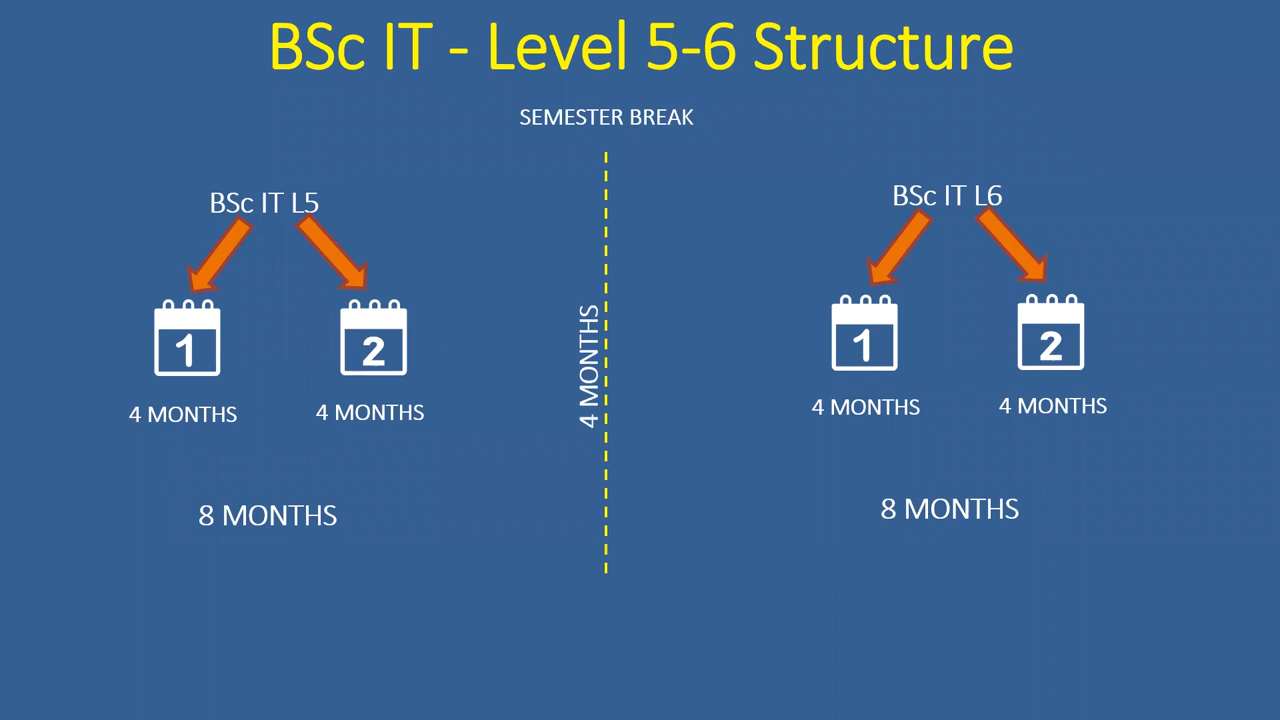 BSc IT - Level 5-6 Structure
SEMESTER BREAK
BSc IT L5
1
2
4 MONTHS
4 MONTHS
8 MONTHS
4 MONTHS
BSc IT L6
1
2
4 MONTHS
4 MONTHS
8 MONTHS